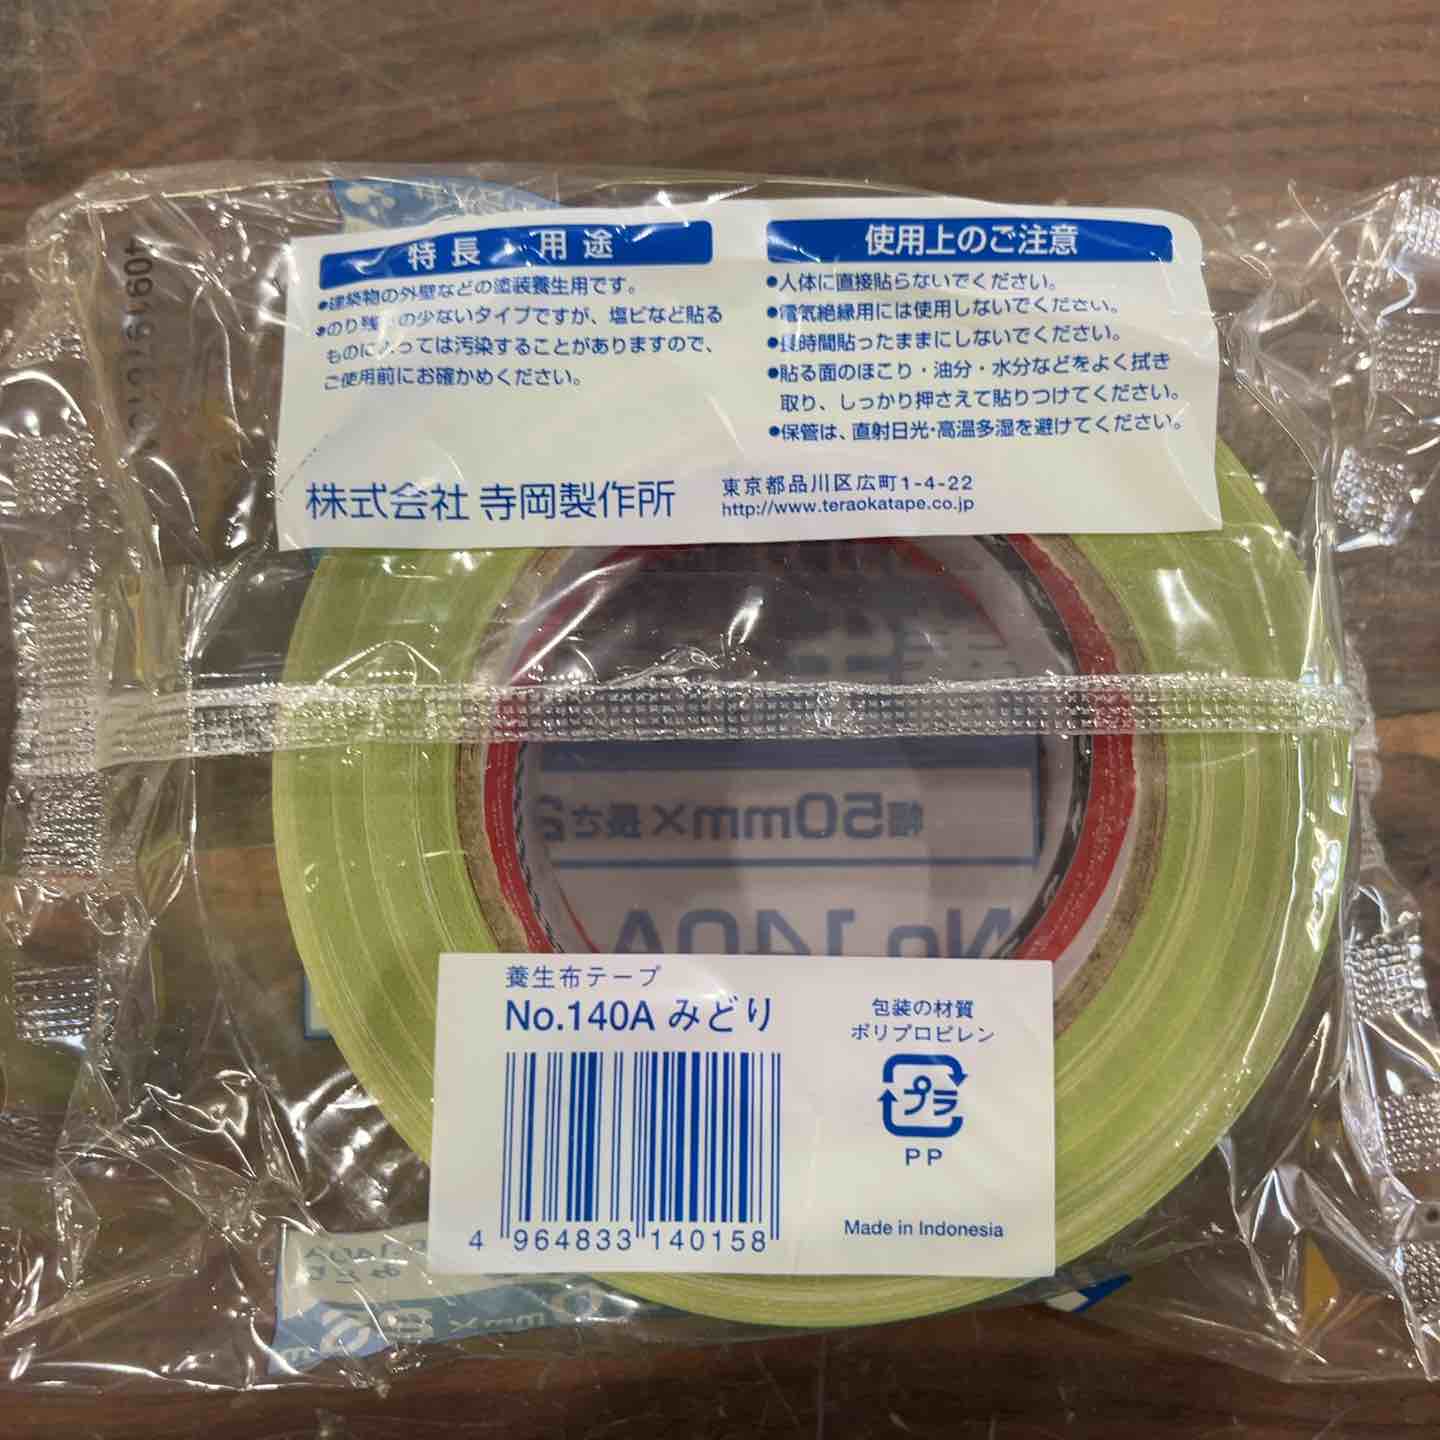 特長・用途
●建築物の外壁などの塗装養生用です。
●のり残りの少ないタイプですが、塩ビなど貼る
ものによっては汚染することがありますので、
ご使用前にお確かめください。
使用上のご注意
●人体に直接貼らないでください。
●電気絶縁用には使用しないでください。
●長時間貼ったままにしないでください。
●貼る面のほこり・油分・水分などをよく拭き
取り、しっかり押さえて貼りつけてください。
●保管は、直射日光・高温多湿を避けてください。
株式会社 寺岡製作所
東京都品川区広町1-4-22
http://www.teraokatape.co.jp
幅50mm×長さ2
No.140A
養生布テープ
No.140A みどり
4 964833 140158
包装の材質
ポリプロピレン
プラ
PP
Made in Indonesia